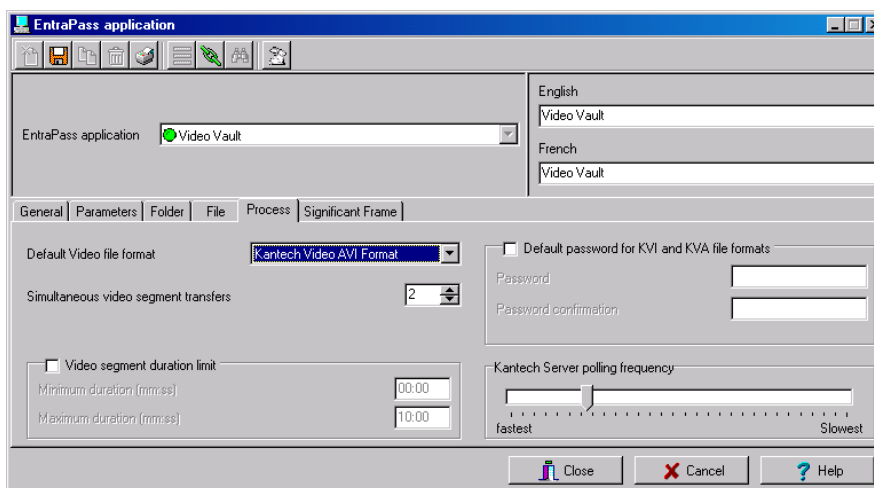 EntraPass application
English
Video Vault
EntraPass application
Video Vault
French
Video Vault
General
Parameters
Folder
File
Process
Significant Frame
Default Video file format
Kantech Video AVI Format
Simultaneous video segment transfers
2
Default password for KVI and KVA file formats
Password
Password confirmation
Video segment duration limit
Minimum duration (mm:ss)
00:00
Maximum duration (mm:ss)
10:00
Kantech Server polling frequency
fastest
Slowest
Close
Cancel
Help